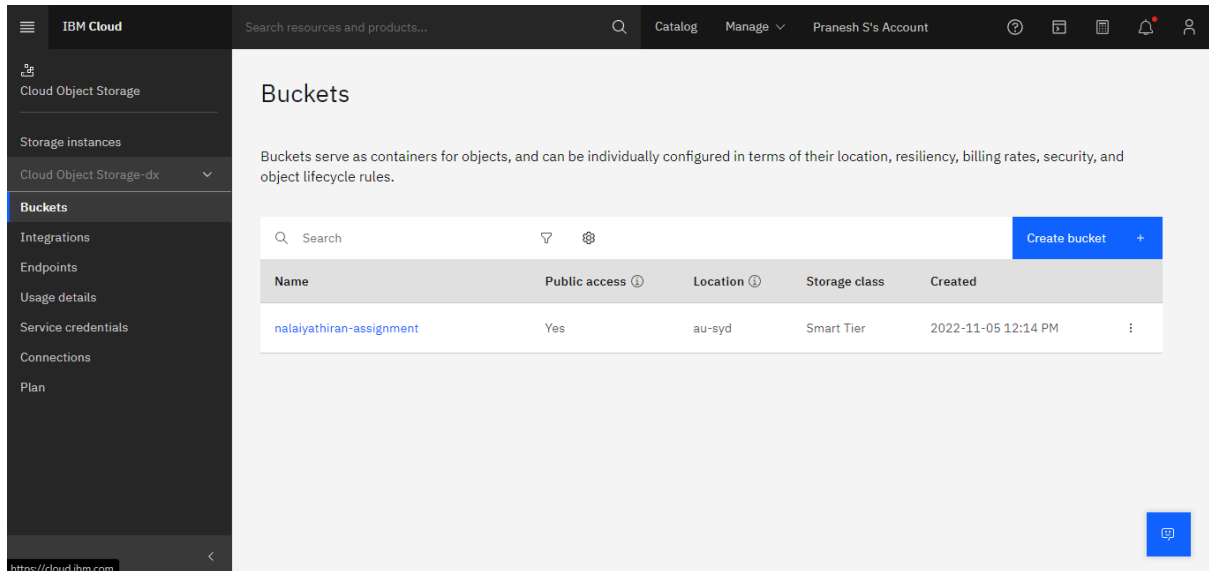 IBM Cloud
Search resources and products...
Catalog
Manage
Pranesh S's Account
Cloud Object Storage
Storage instances
Cloud Object Storage-dx
Buckets
Integrations
Endpoints
Usage details
Service credentials
Connections
Plan
https://cloud.ibm.com
Buckets
Buckets serve as containers for objects, and can be individually configured in terms of their location, resiliency, billing rates, security, and
object lifecycle rules.
Search
Create bucket +
Name Public access Location Storage class Created
nalaiyathiran-assignment Yes au-syd Smart Tier 2022-11-05 12:14 PM